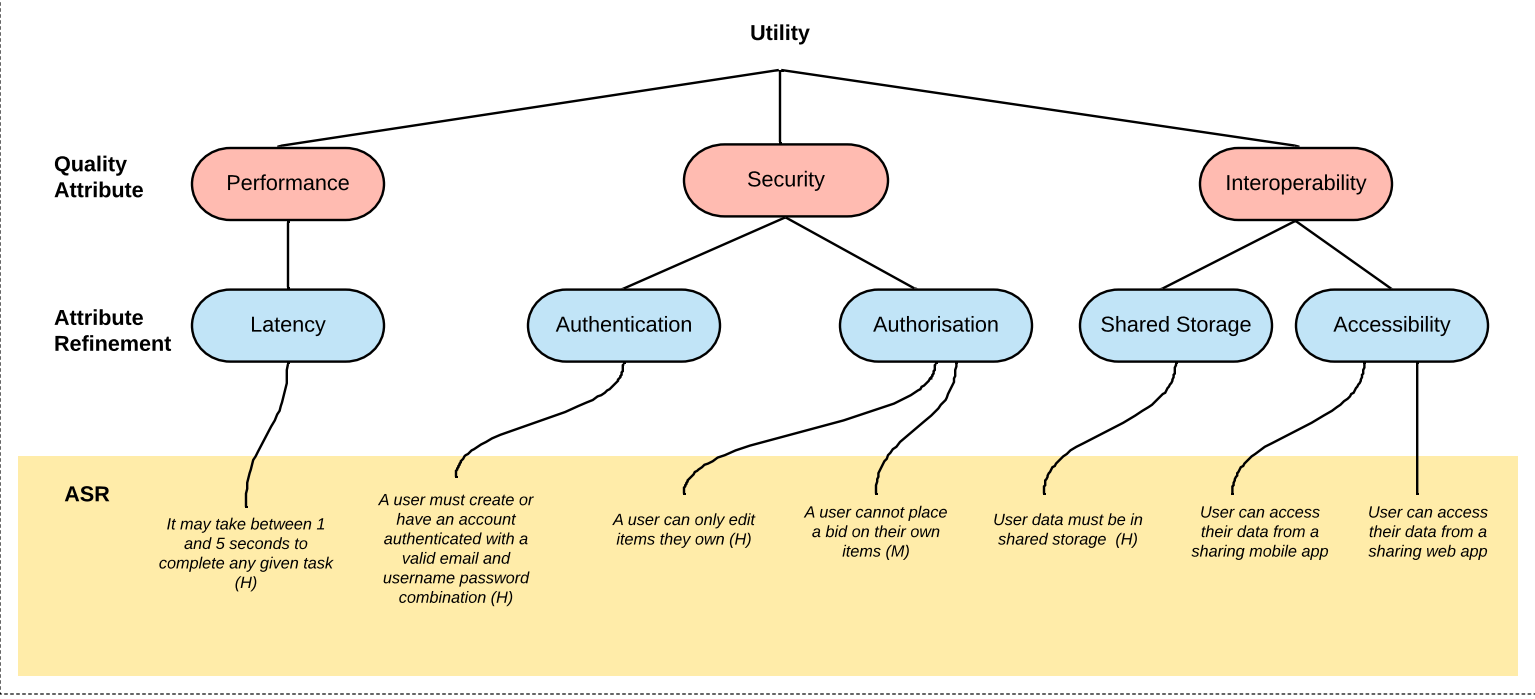 Utility
Quality
Attribute
Performance
Security
Interoperability
Attribute
Refinement
Latency
Authentication
Authorisation
Shared Storage
Accessibility
ASR
It may take between 1
and 5 seconds to
complete any given task
(H)
A user must create or
have an account
authenticated with a
valid email and
username password
combination (H)
A user can only edit
items they own (H)
A user cannot place
a bid on their own
items (M)
User data must be in
shared storage  (H)
User can access
their data from a
sharing mobile app
User can access
their data from a
sharing web app